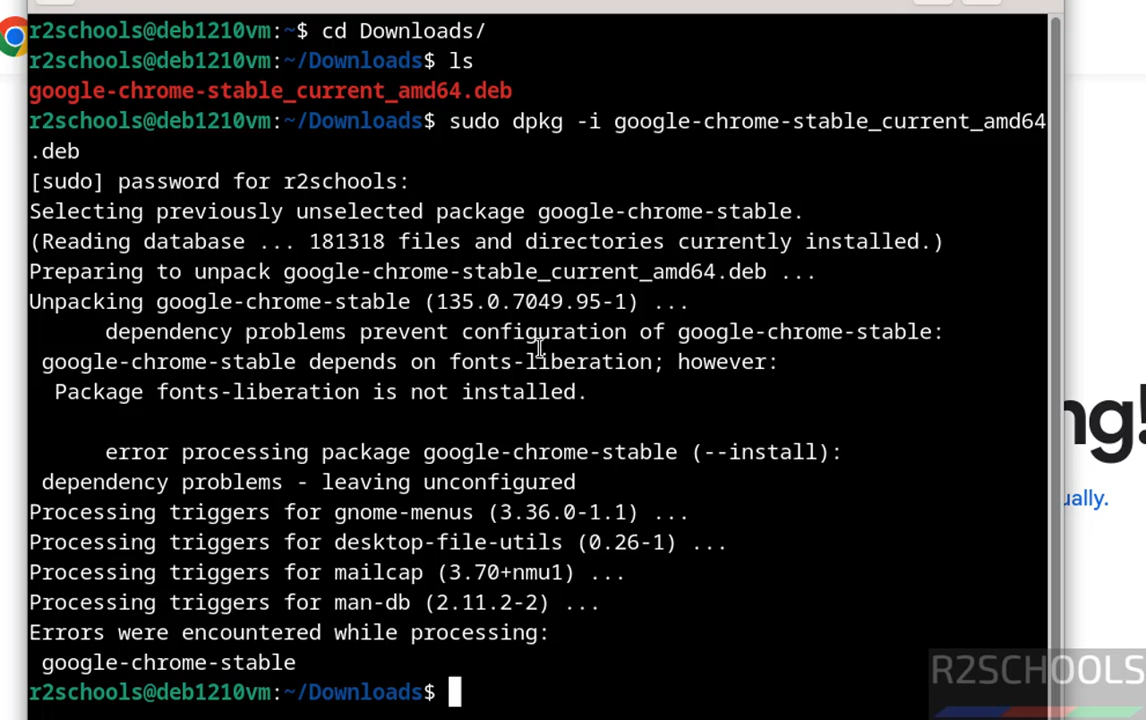 r2schools@deb1210vm:~$ cd Downloads/
r2schools@deb1210vm:~/Downloads$ ls
google-chrome-stable_current_amd64.deb
r2schools@deb1210vm:~/Downloads$ sudo dpkg -i google-chrome-stable_current_amd64
.deb
[sudo] password for r2schools:
Selecting previously unselected package google-chrome-stable.
(Reading database ... 181318 files and directories currently installed.)
Preparing to unpack google-chrome-stable_current_amd64.deb ...
Unpacking google-chrome-stable (135.0.7049.95-1) ...
dependency problems prevent configuration of google-chrome-stable:
google-chrome-stable depends on fonts-liberation; however:
Package fonts-liberation is not installed.
error processing package google-chrome-stable (--install):
dependency problems - leaving unconfigured
Processing triggers for gnome-menus (3.36.0-1.1) ...
Processing triggers for desktop-file-utils (0.26-1) ...
Processing triggers for mailcap (3.70+nmu1) ...
Processing triggers for man-db (2.11.2-2) ...
Errors were encountered while processing:
google-chrome-stable
r2schools@deb1210vm:~/Downloads$
ng!
ually.
R2SCHOOLS